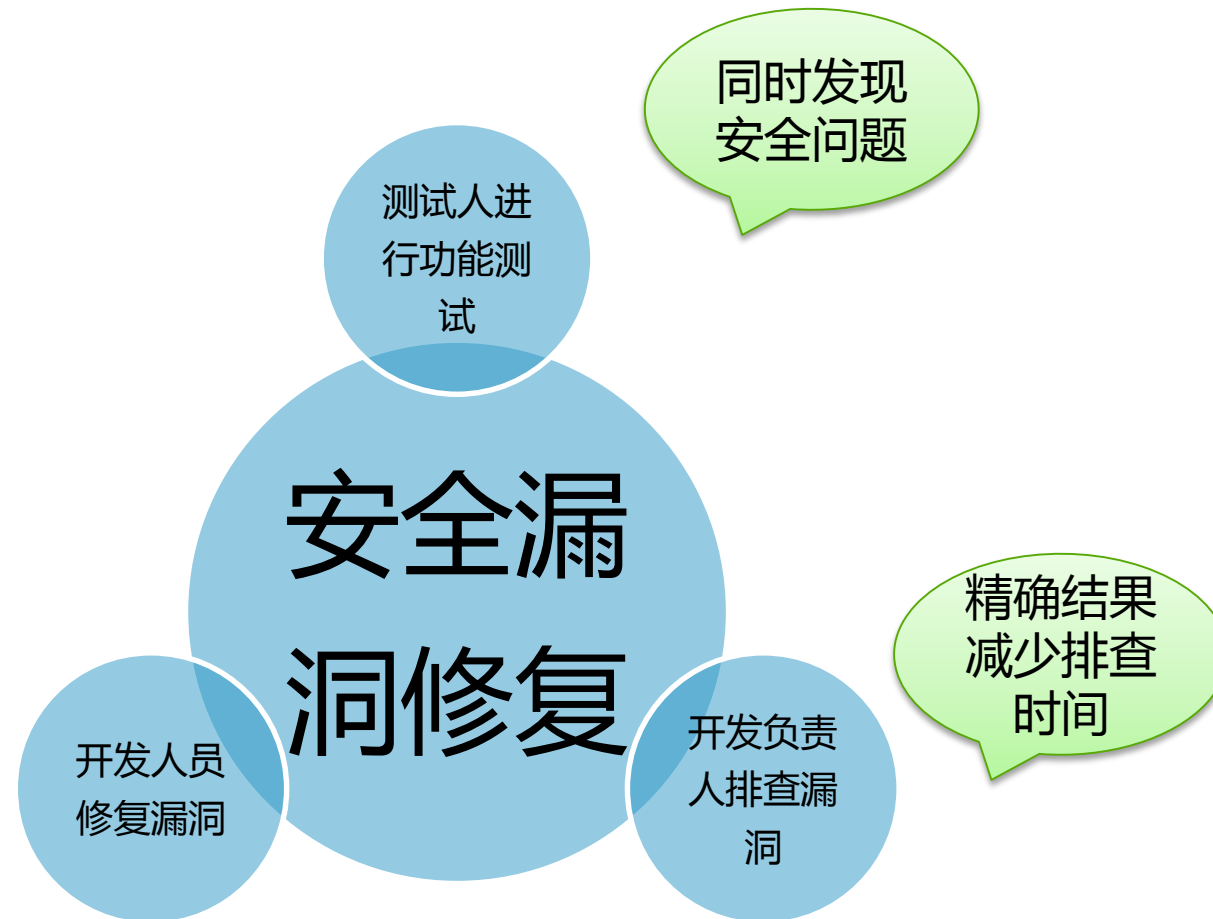 同时发现
安全问题
测试人进
行功能测
试
安全漏
洞修复
精确结果
减少排查
时间
开发人员
修复漏洞
开发负责
人排查漏
洞